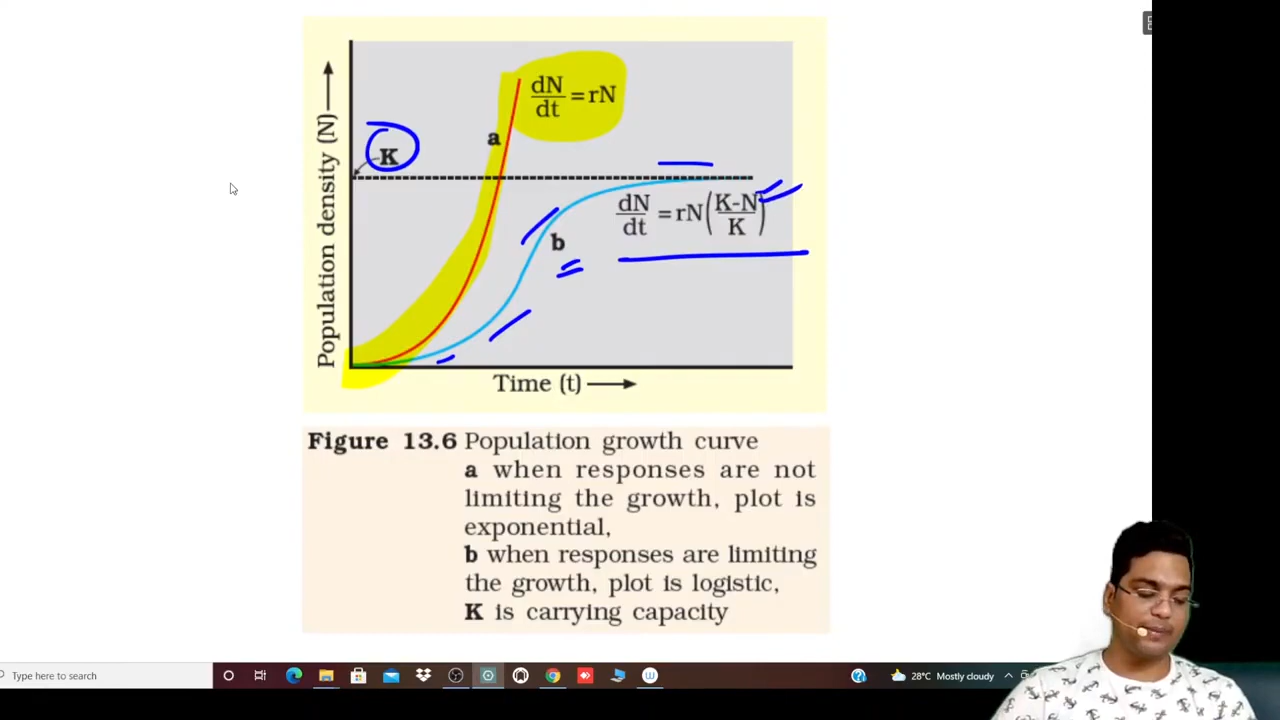 dN/dt = rN
a
K
dN/dt = rN(K-N/K)
b
Population density (N)
Time (t)
Figure 13.6 Population growth curve
a when responses are not
limiting the growth, plot is
exponential,
b when responses are limiting
the growth, plot is logistic,
K is carrying capacity
Type here to search
28°C Mostly cloudy